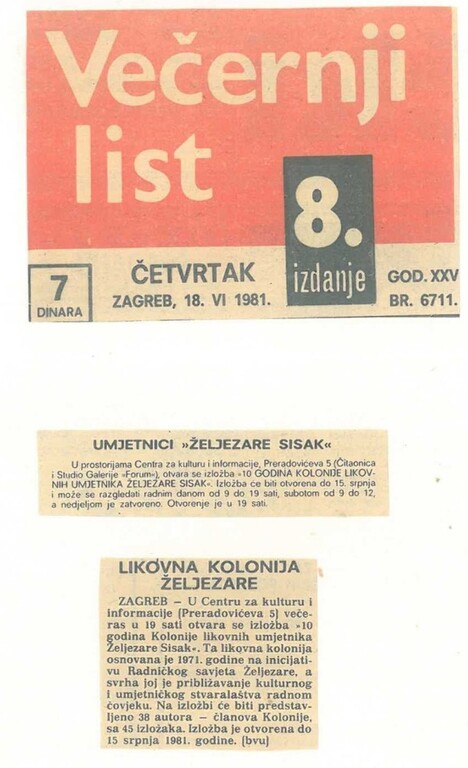 Večernji
list
8.
izdanje
7
DINARA
ČETVRTAK
ZAGREB, 18. VI 1981.
GOD. XXV
BR. 6711.
UMJETNICI »ŽELJEZARE SISAK«
U prostorijama Centra za kulturu i informacije, Preradovićeva 5 (Čitaonica
i Studio Galerije »Forum«), otvara se izložba »10 GODINA KOLONIJE LIKOV-
NIH UMJETNIKA ŽELJEZARE SISAK«. Izložba će biti otvorena do 15. srpnja
i može se razgledati radnim danom od 9 do 19 sati, subotom od 9 do 12,
a nedjeljom je zatvoreno. Otvorenje je u 19 sati.
LIKOVNA KOLONIJA
ŽELJEZARE
ZAGREB – U Centru za kulturu i
informacije (Preradovićeva 5) veče-
ras u 19 sati otvara se izložba »10
godina Kolonije likovnih umjetnika
Željezare Sisak«. Ta likovna kolonija
osnovana je 1971. godine na inicijati-
vu Radničkog savjeta Željezare, a
svrha joj je približavanje kulturnog
i umjetničkog stvaralaštva radnom
čovjeku. Na izložbi će biti predstav-
ljeno 38 autora – članova Kolonije,
sa 45 izložaka. Izložba je otvorena do
15 srpnja 1981. godine. (bvu)